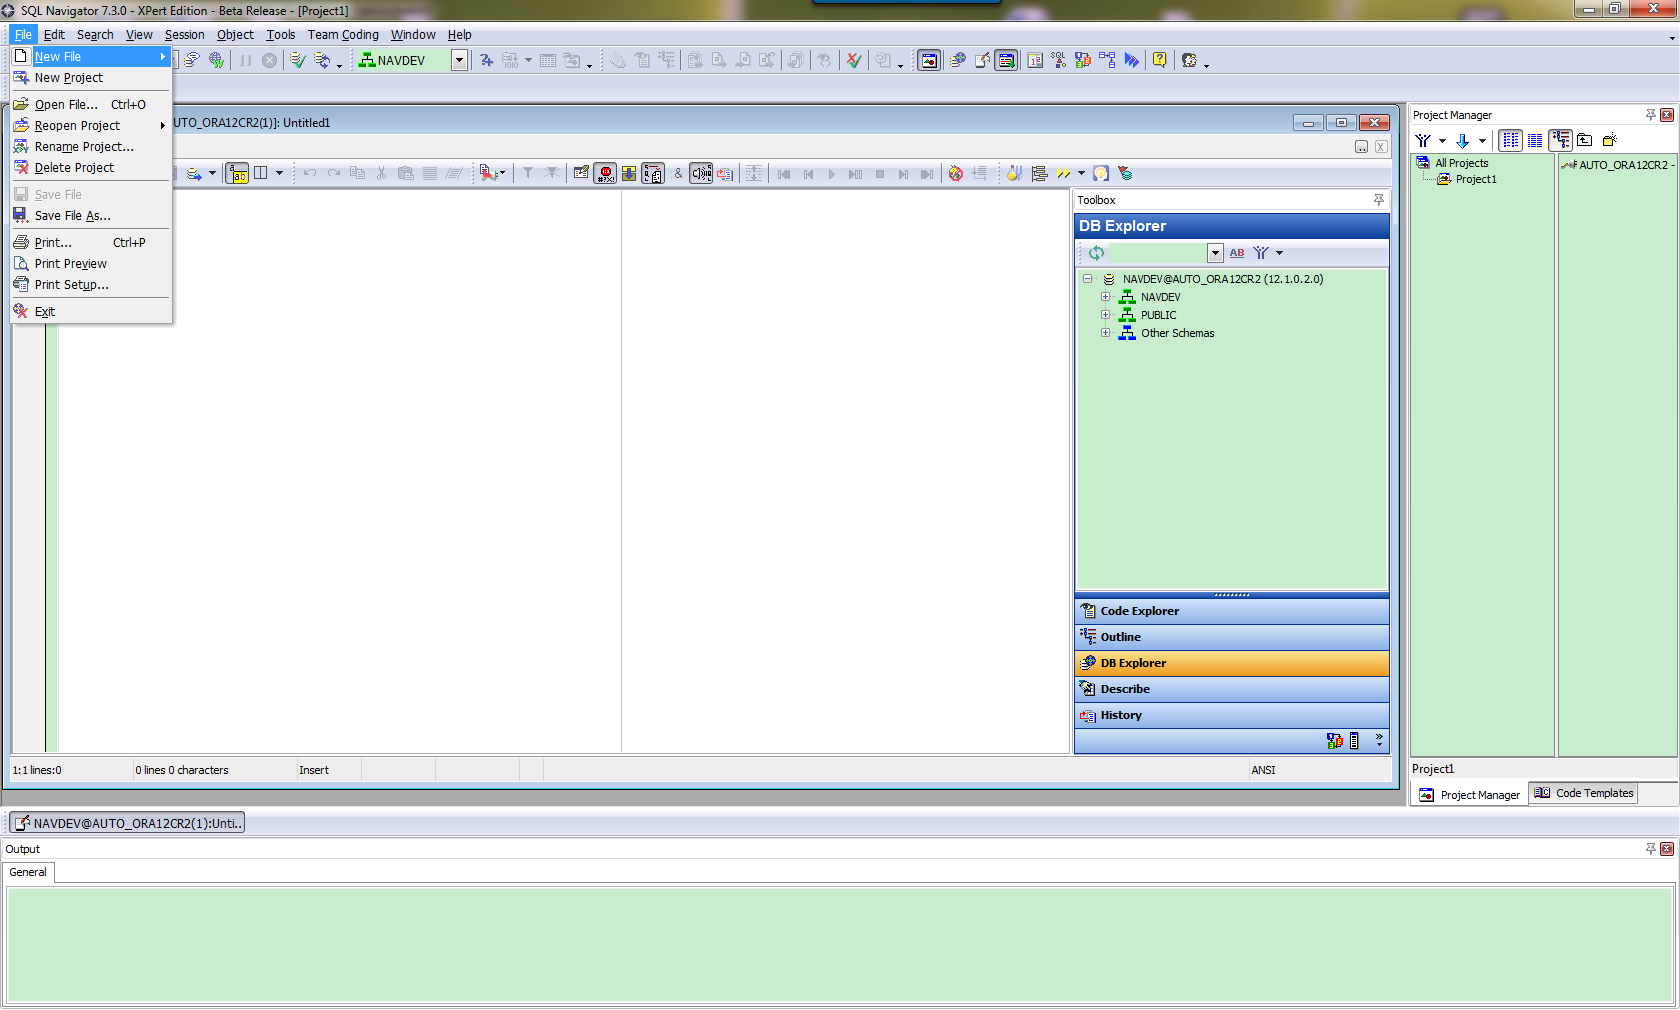 SQL Navigator 7.3.0 - XPert Edition - Beta Release - [Project1]
File Edit Search View Session Object Tools Team Coding Window Help
New File
New Project
Open File... Ctrl+O
Reopen Project
Rename Project...
Delete Project
Save File
Save File As...
Print... Ctrl+P
Print Preview
Print Setup...
Exit
NAVDEV
UTO_ORA12CR2(1)]: Untitled1
Toolbox
DB Explorer
AB
NAVDEV@AUTO_ORA12CR2 (12.1.0.2.0)
NAVDEV
PUBLIC
Other Schemas
Code Explorer
Outline
DB Explorer
Describe
History
1:1 lines:0 0 lines 0 characters Insert ANSI
Project Manager
All Projects
Project1
AUTO_ORA12CR2 -
Project1
Project Manager Code Templates
NAVDEV@AUTO_ORA12CR2(1):Unti..
Output
General